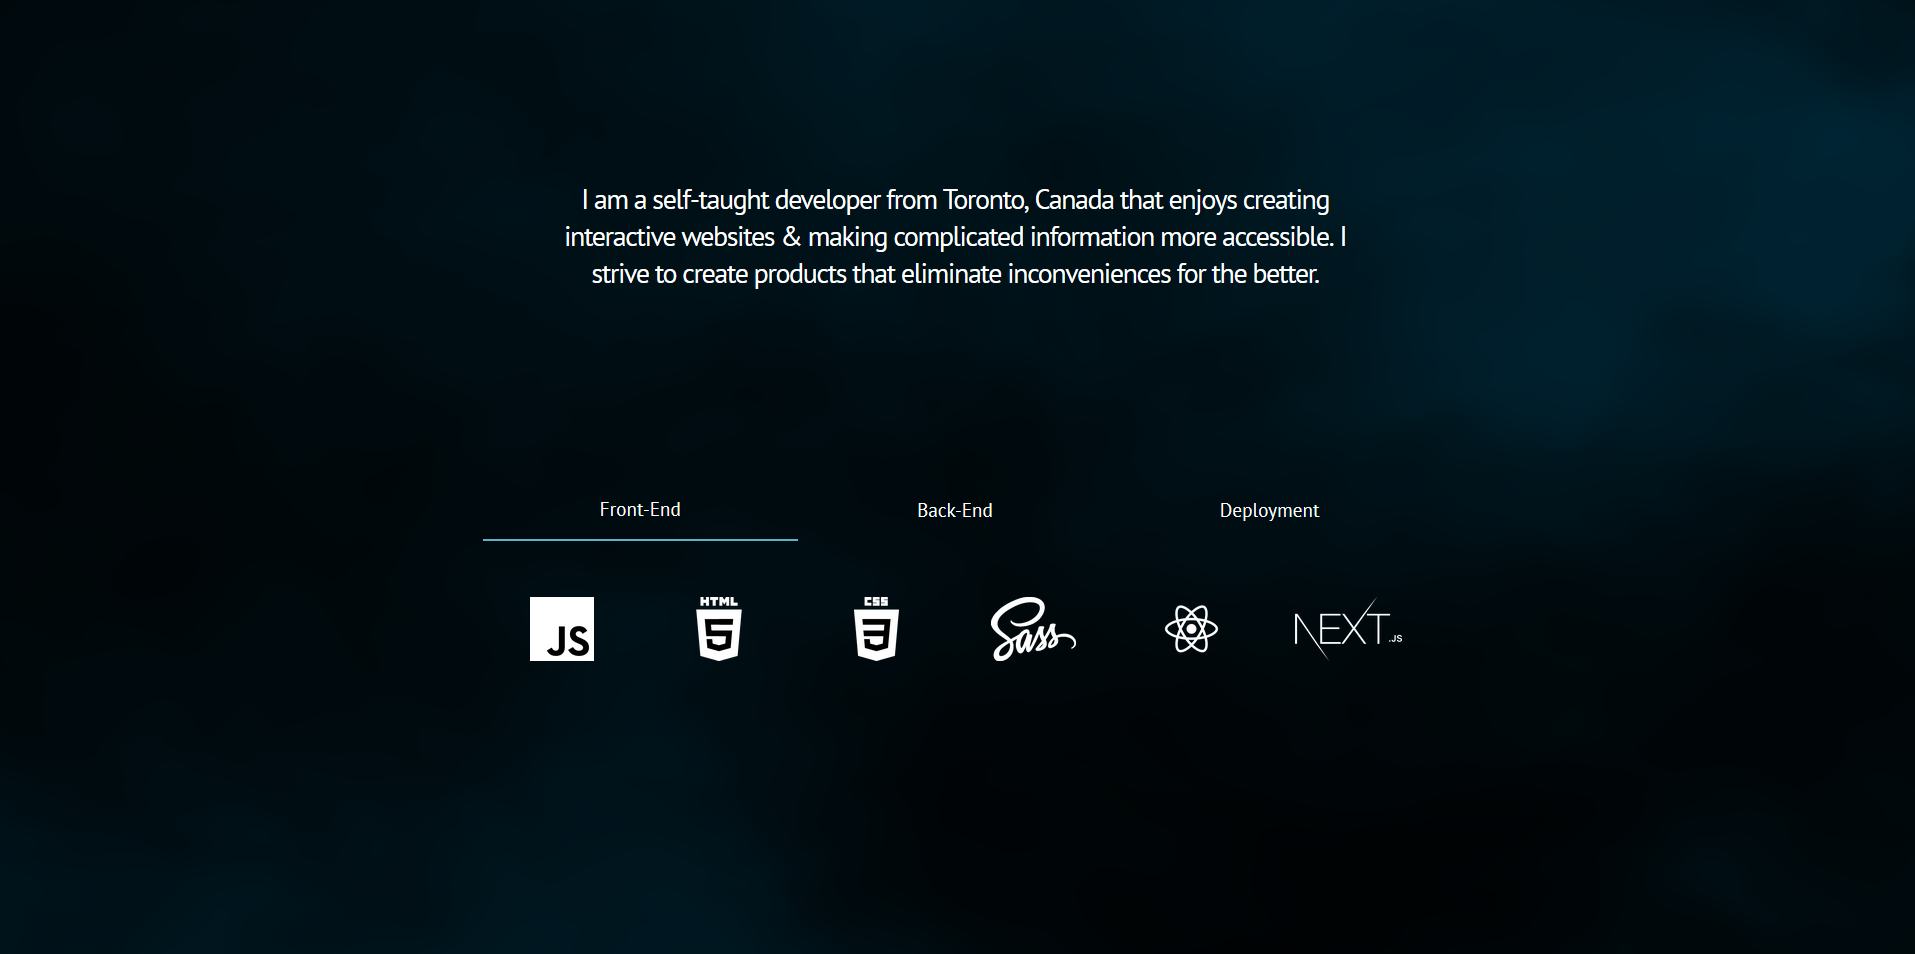 I am a self-taught developer from Toronto, Canada that enjoys creating
interactive websites & making complicated information more accessible. I
strive to create products that eliminate inconveniences for the better.
Front-End Back-End Deployment
JS HTML 5 CSS 3 Sass NEXT.JS